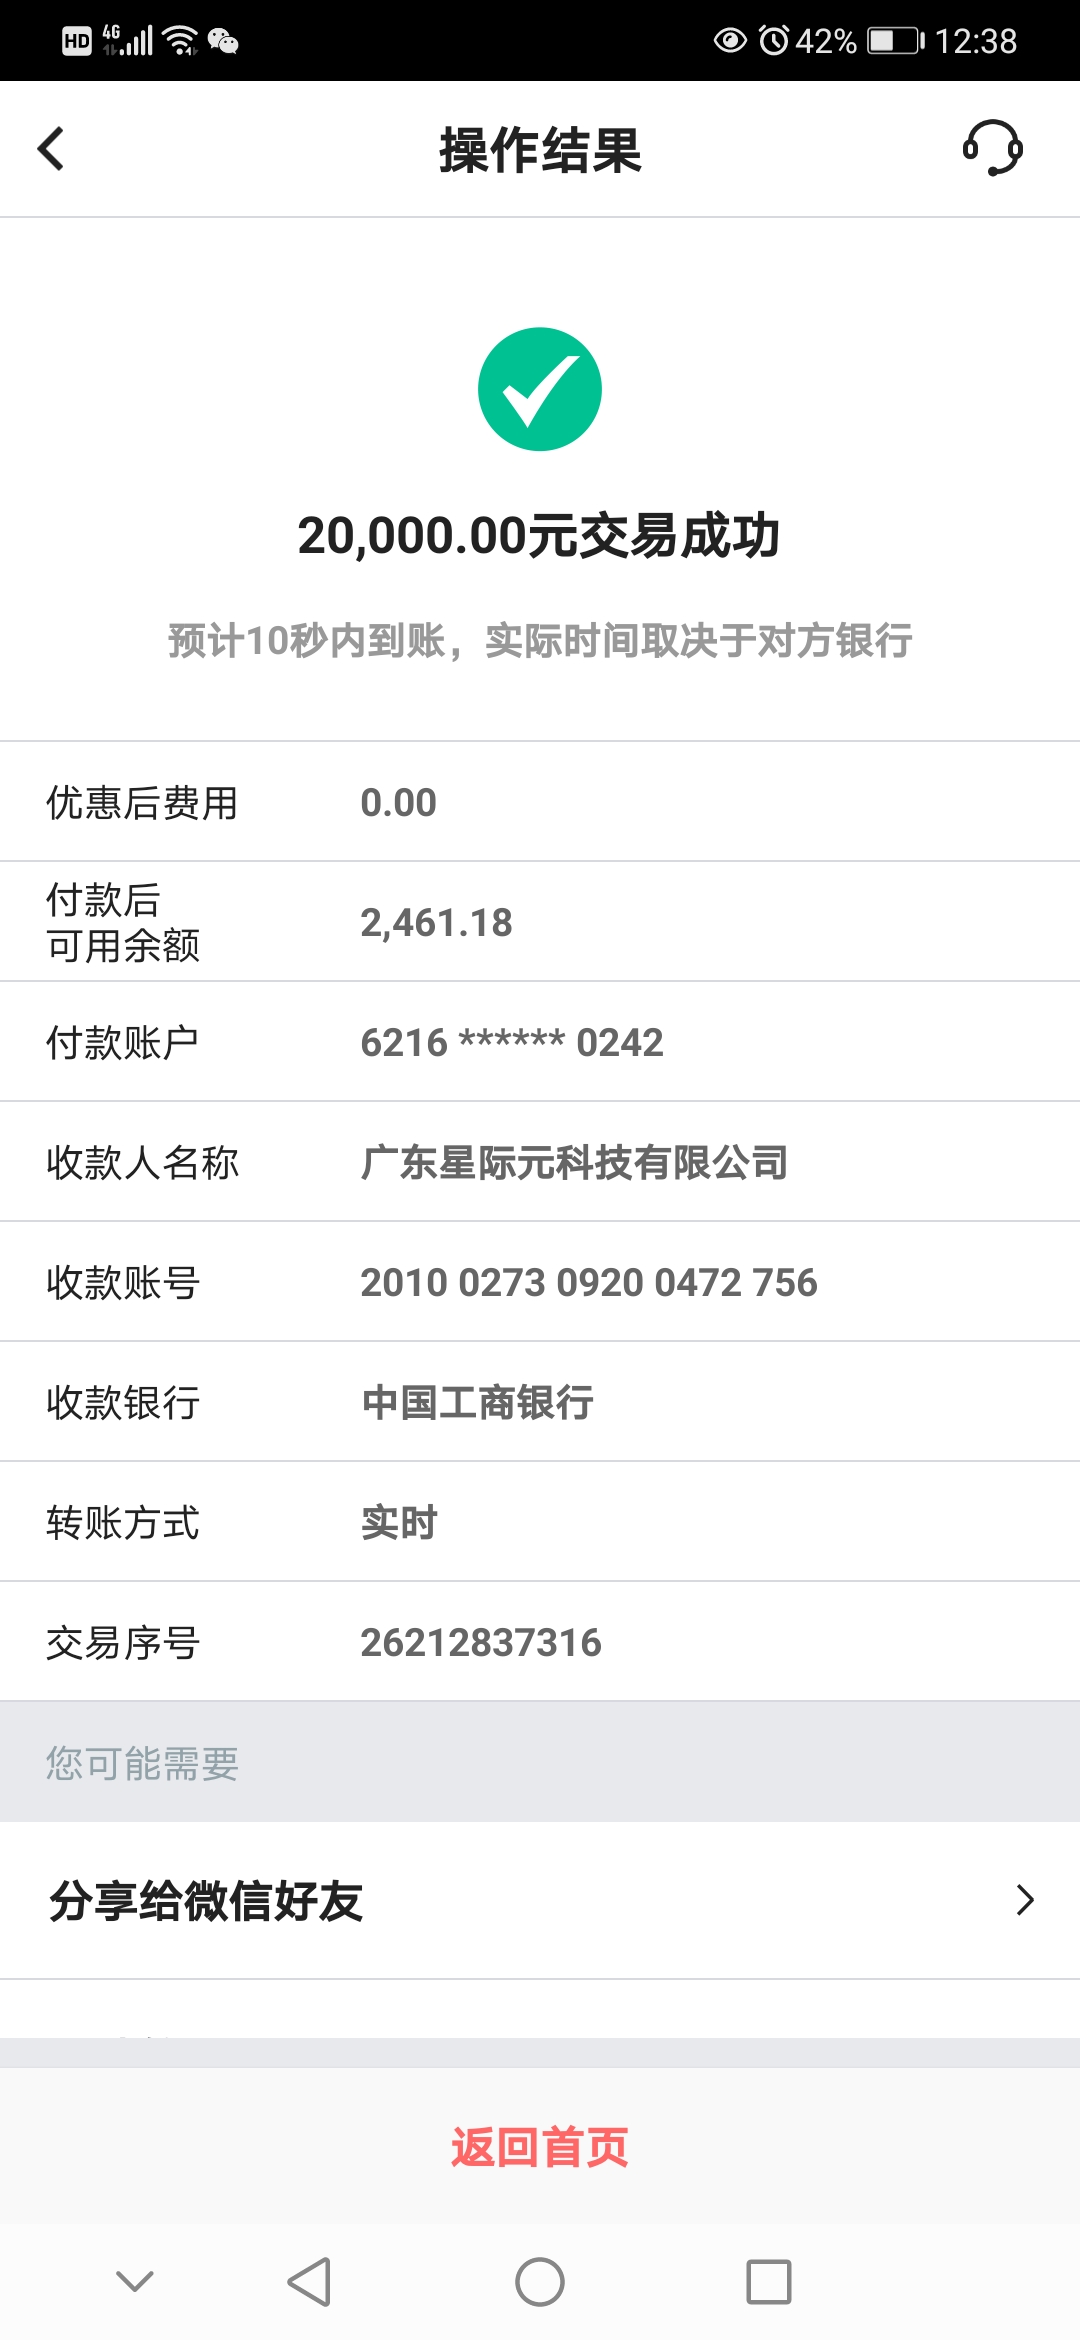 HD 4G 42% 12:38
操作结果
20,000.00元交易成功
预计10秒内到账，实际时间取决于对方银行
优惠后费用 0.00
付款后
可用余额 2,461.18
付款账户 6216 ****** 0242
收款人名称 广东星际元科技有限公司
收款账号 2010 0273 0920 0472 756
收款银行 中国工商银行
转账方式 实时
交易序号 26212837316
您可能需要
分享给微信好友
返回首页